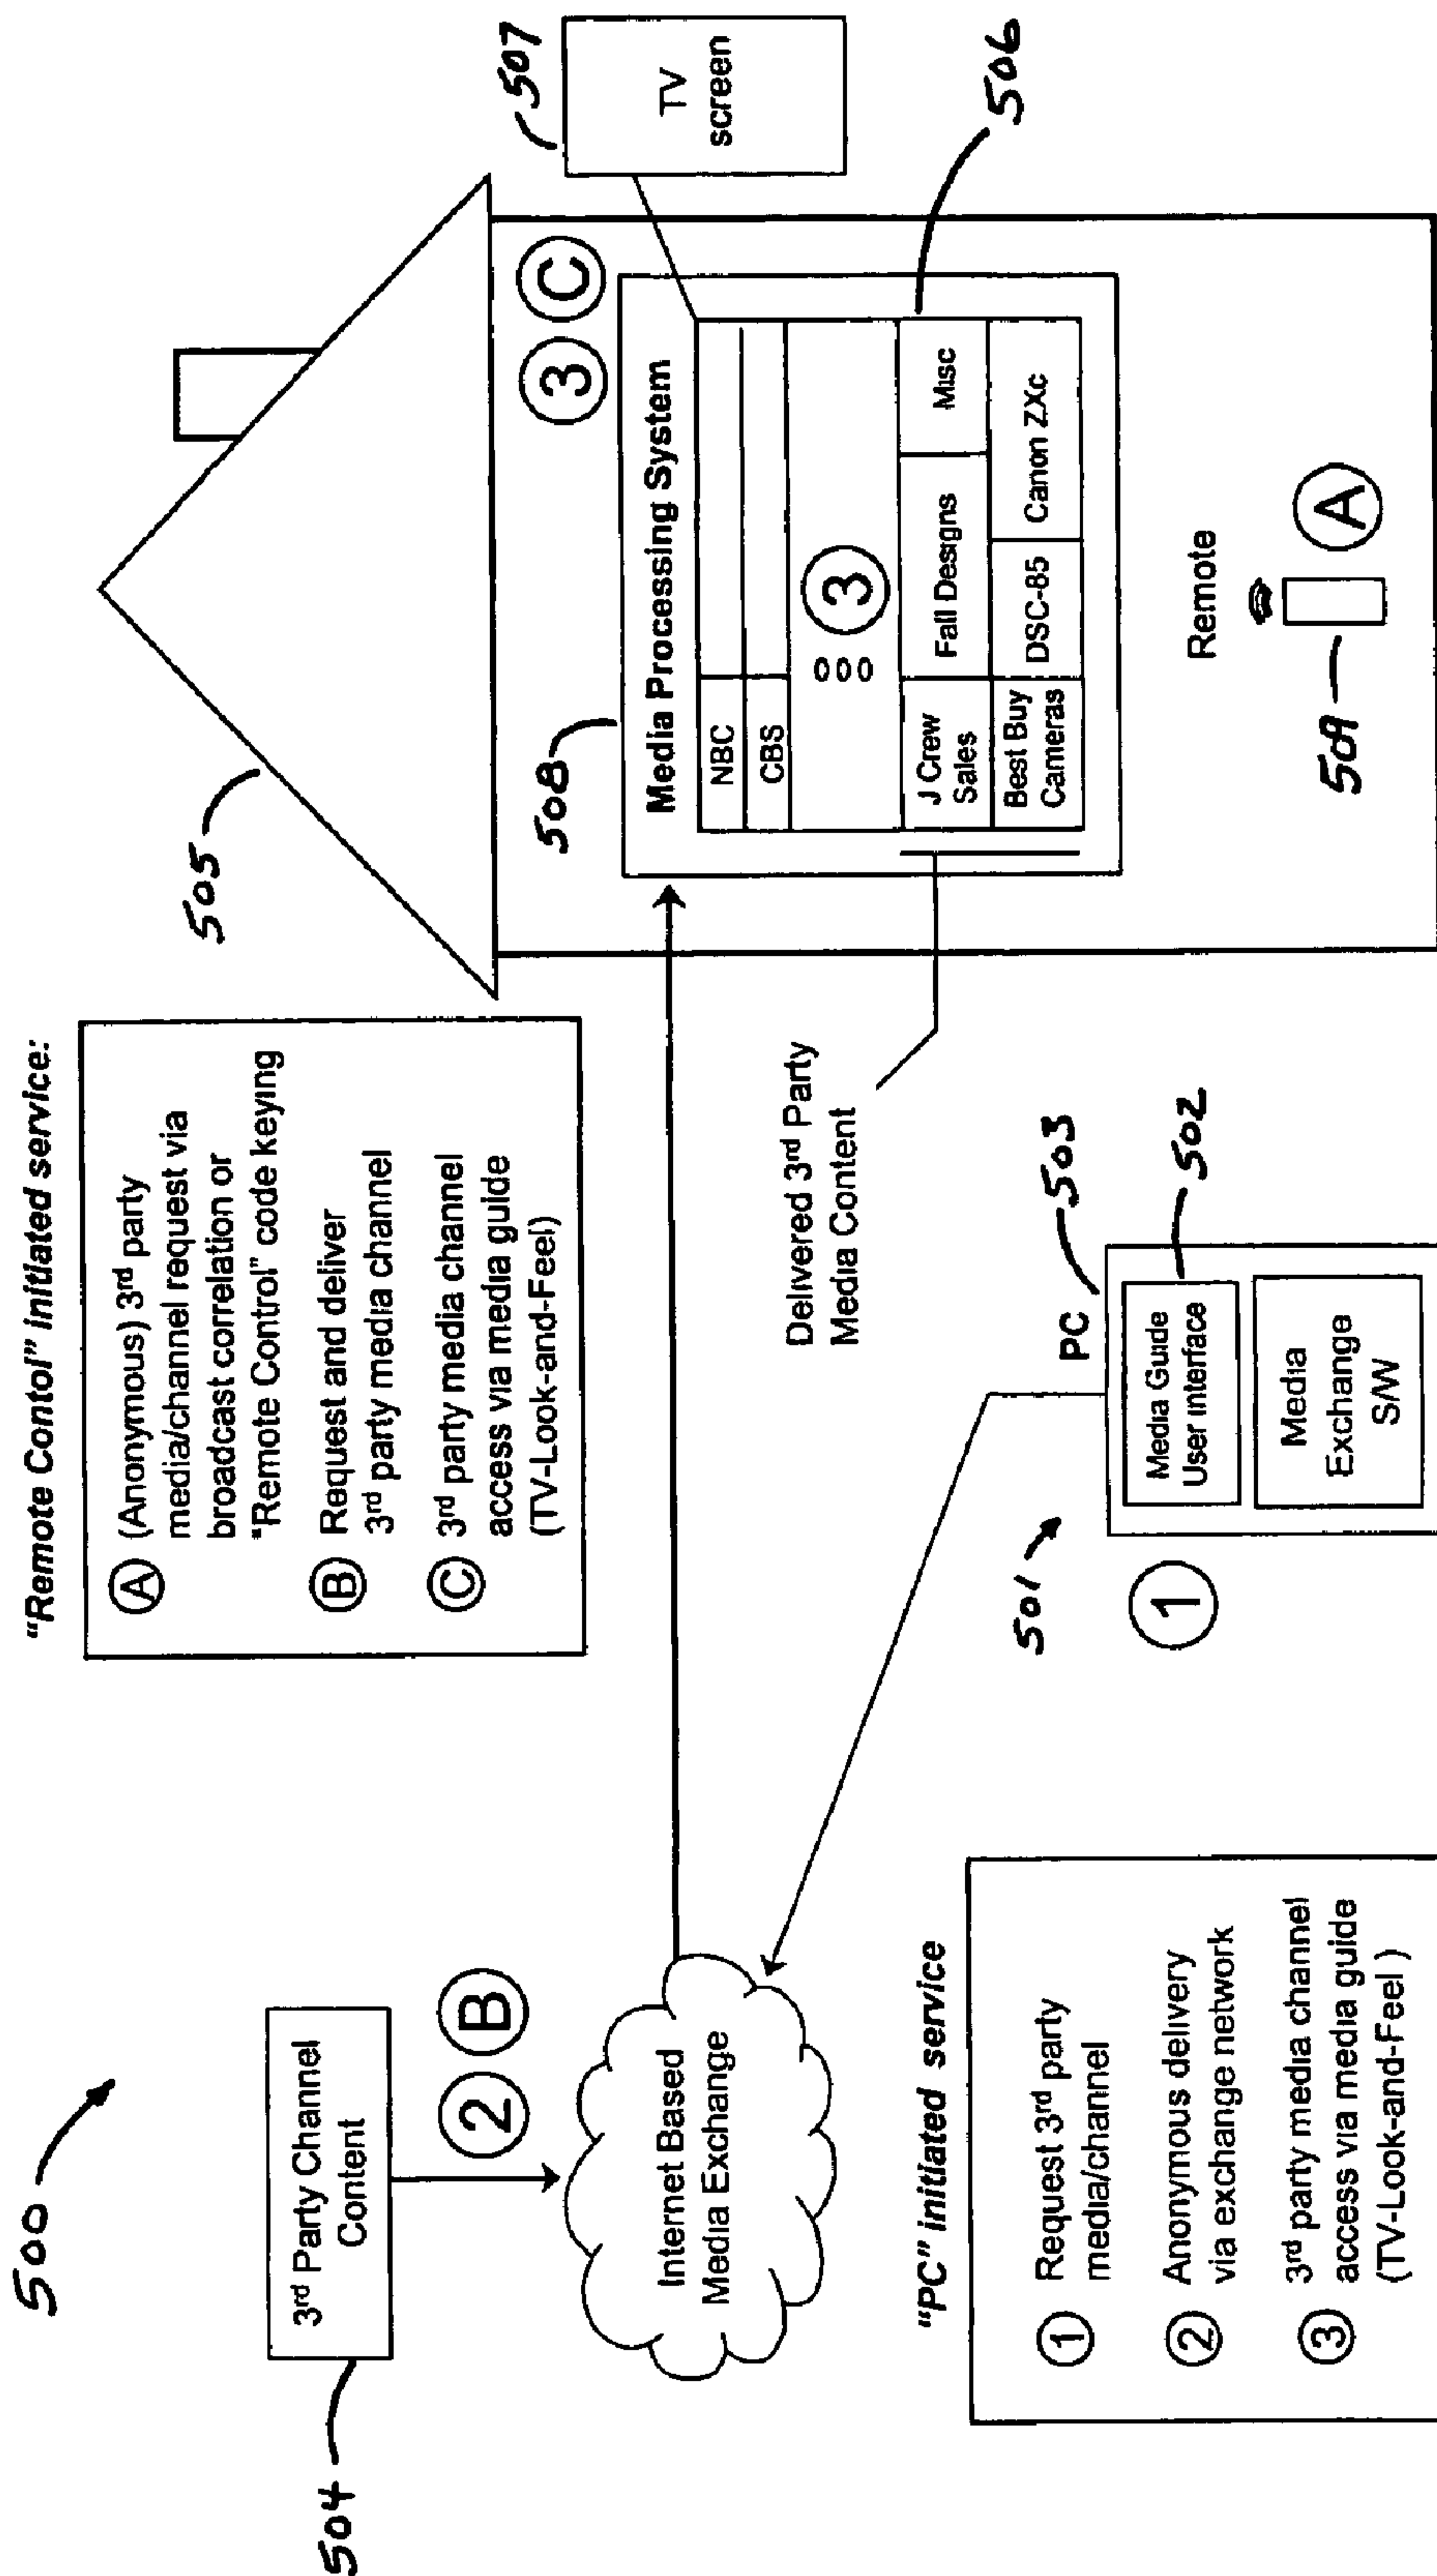 500
504
3rd Party Channel
Content
2 B
Internet Based
Media Exchange
"Remote Contol" initiated service:
A (Anonymous) 3rd party
media/channel request via
broadcast correlation or
"Remote Control" code keying
B Request and deliver
3rd party media channel
C 3rd party media channel
access via media guide
(TV-Look-and-Feel)
505
3 C
507
TV
screen
508
Media Processing System
NBC
CBS
3
000
J Crew
Sales
Fall Designs
Misc
Best Buy
Cameras
DSC-85
Canon ZXc
506
Delivered 3rd Party
Media Content
Remote
509
A
"PC" initiated service
1 Request 3rd party
media/channel
2 Anonymous delivery
via exchange network
3 3rd party media channel
access via media guide
(TV-Look-and-Feel )
501
1
PC
503
Media Guide
User interface
502
Media
Exchange
S/W